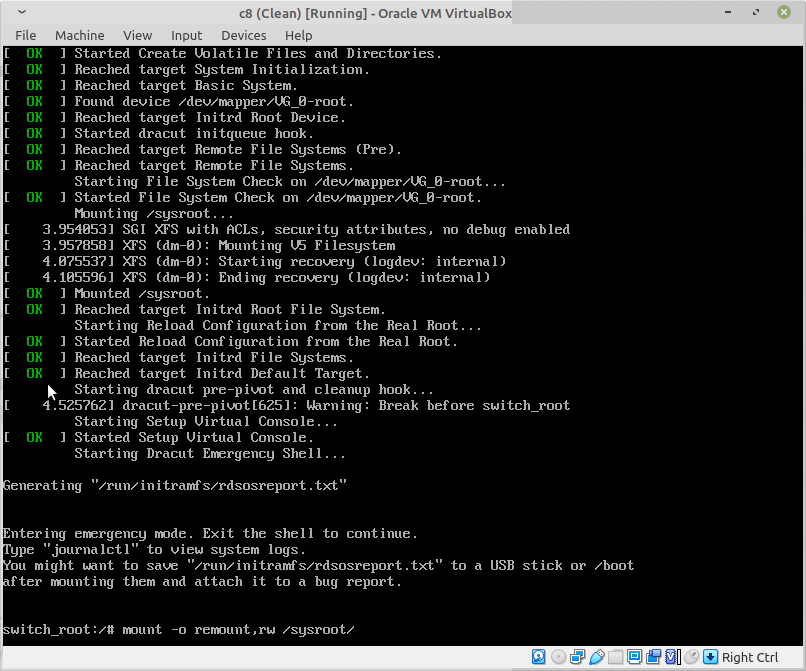 c8 (Clean) [Running] - Oracle VM VirtualBox
File Machine View Input Devices Help
[  OK  ] Started Create Volatile Files and Directories.
[  OK  ] Reached target System Initialization.
[  OK  ] Reached target Basic System.
[  OK  ] Found device /dev/mapper/VG_0-root.
[  OK  ] Reached target Initrd Root Device.
[  OK  ] Started dracut initqueue hook.
[  OK  ] Reached target Remote File Systems (Pre).
[  OK  ] Reached target Remote File Systems.
         Starting File System Check on /dev/mapper/VG_0-root...
[  OK  ] Started File System Check on /dev/mapper/VG_0-root.
         Mounting /sysroot...
[    3.954053] SGI XFS with ACLs, security attributes, no debug enabled
[    3.957858] XFS (dm-0): Mounting V5 Filesystem
[    4.075537] XFS (dm-0): Starting recovery (logdev: internal)
[    4.105596] XFS (dm-0): Ending recovery (logdev: internal)
[  OK  ] Mounted /sysroot.
[  OK  ] Reached target Initrd Root File System.
         Starting Reload Configuration from the Real Root...
[  OK  ] Started Reload Configuration from the Real Root.
[  OK  ] Reached target Initrd File Systems.
[  OK  ] Reached target Initrd Default Target.
         Starting dracut pre-pivot and cleanup hook...
[    4.525762] dracut-pre-pivot[625]: Warning: Break before switch_root
         Starting Setup Virtual Console...
[  OK  ] Started Setup Virtual Console.
         Starting Dracut Emergency Shell...
Generating "/run/initramfs/rdsosreport.txt"
Entering emergency mode. Exit the shell to continue.
Type "journalctl" to view system logs.
You might want to save "/run/initramfs/rdsosreport.txt" to a USB stick or /boot
after mounting them and attach it to a bug report.
switch_root:/# mount -o remount,rw /sysroot/
Right Ctrl